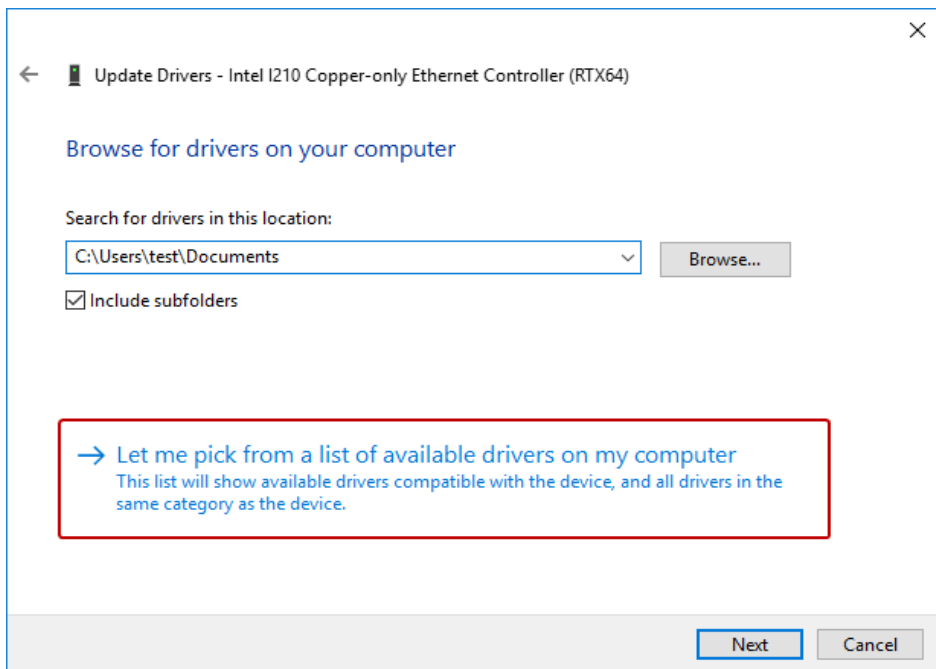 Update Drivers - Intel I210 Copper-only Ethernet Controller (RTX64)
Browse for drivers on your computer
Search for drivers in this location:
C:\Users\test\Documents
Browse...
Include subfolders
Let me pick from a list of available drivers on my computer
This list will show available drivers compatible with the device, and all drivers in the
same category as the device.
Next
Cancel